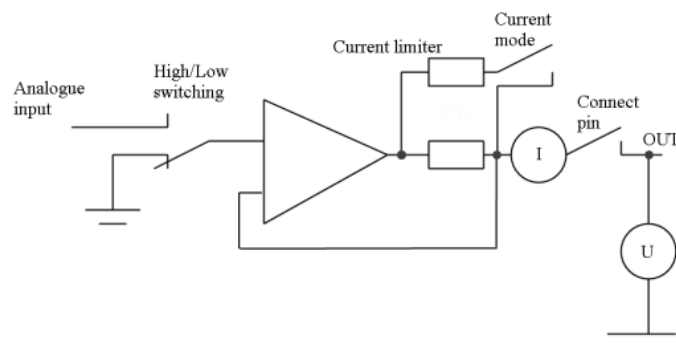 Current
mode
Current limiter
High/Low
switching
Analogue
input
Connect
pin
OUT
I
U